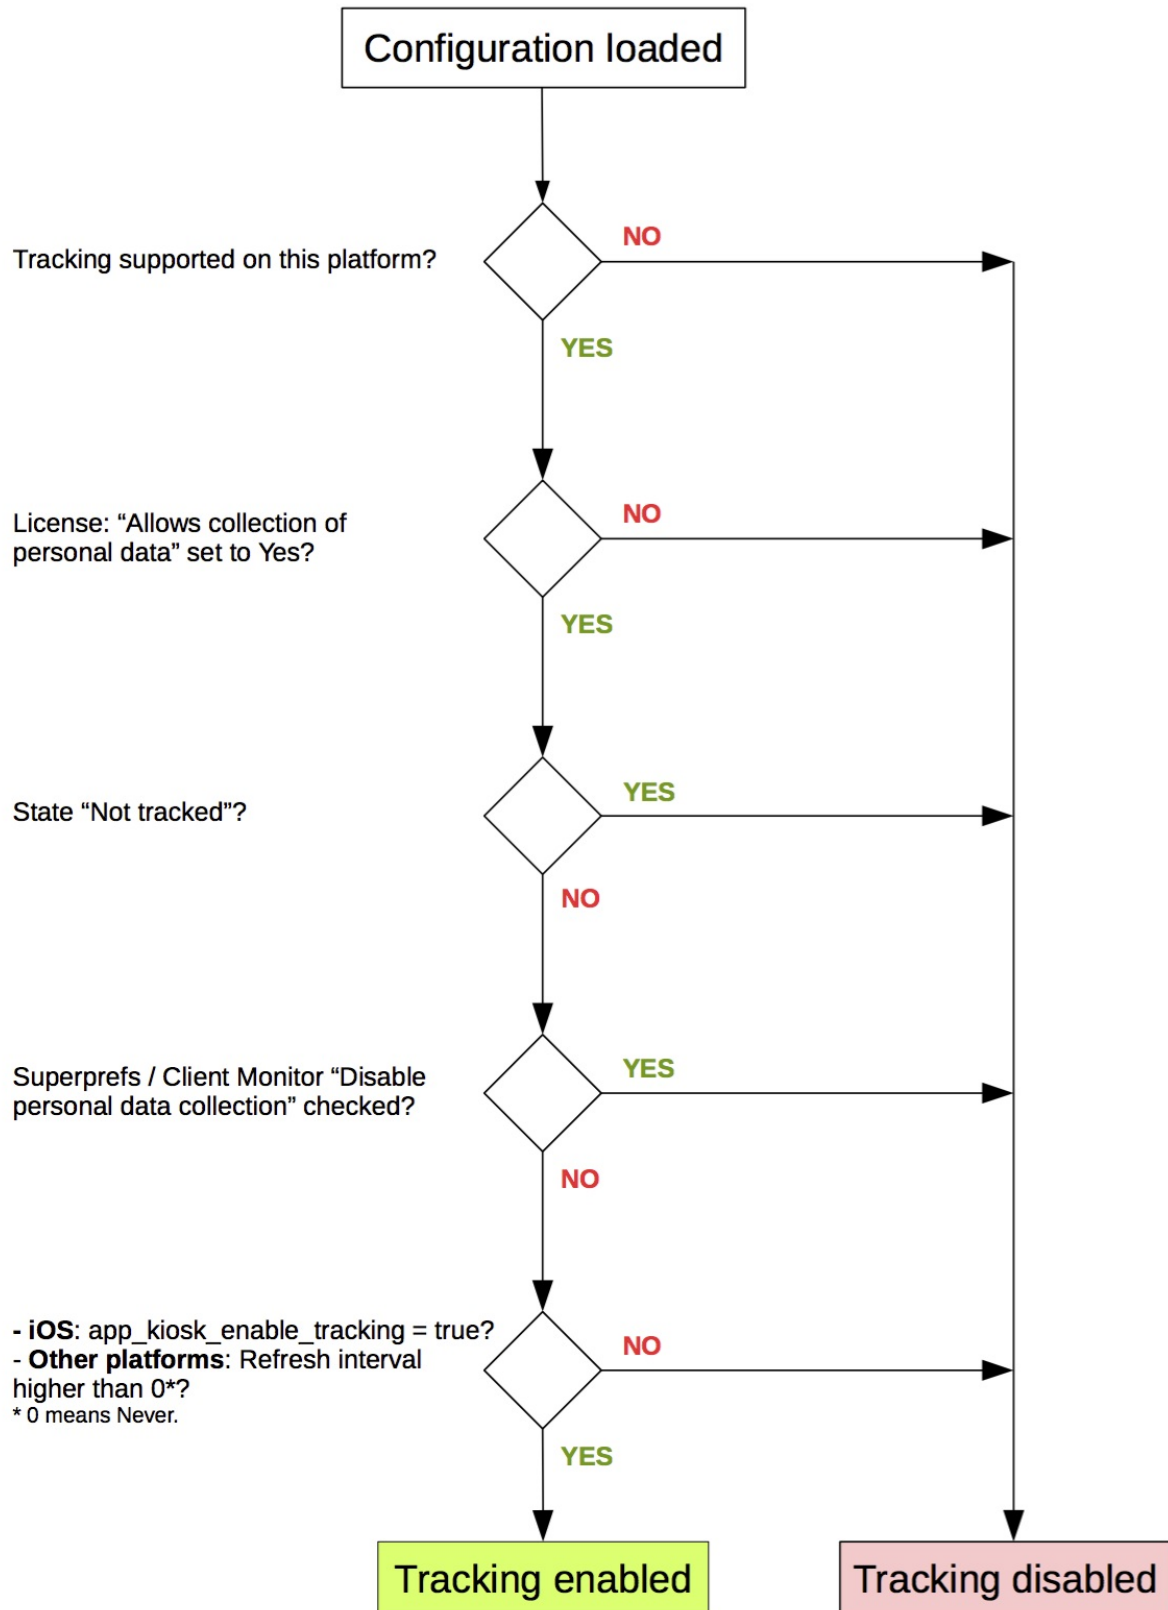 Configuration loaded
NO
Tracking supported on this platform?
YES
NO
License: “Allows collection of
personal data” set to Yes?
YES
YES
State “Not tracked”?
NO
YES
Superprefs / Client Monitor “Disable
personal data collection” checked?
NO
- iOS: app_kiosk_enable_tracking = true?
NO
- Other platforms: Refresh interval
higher than 0*?
* 0 means Never.
YES
Tracking enabled
Tracking disabled